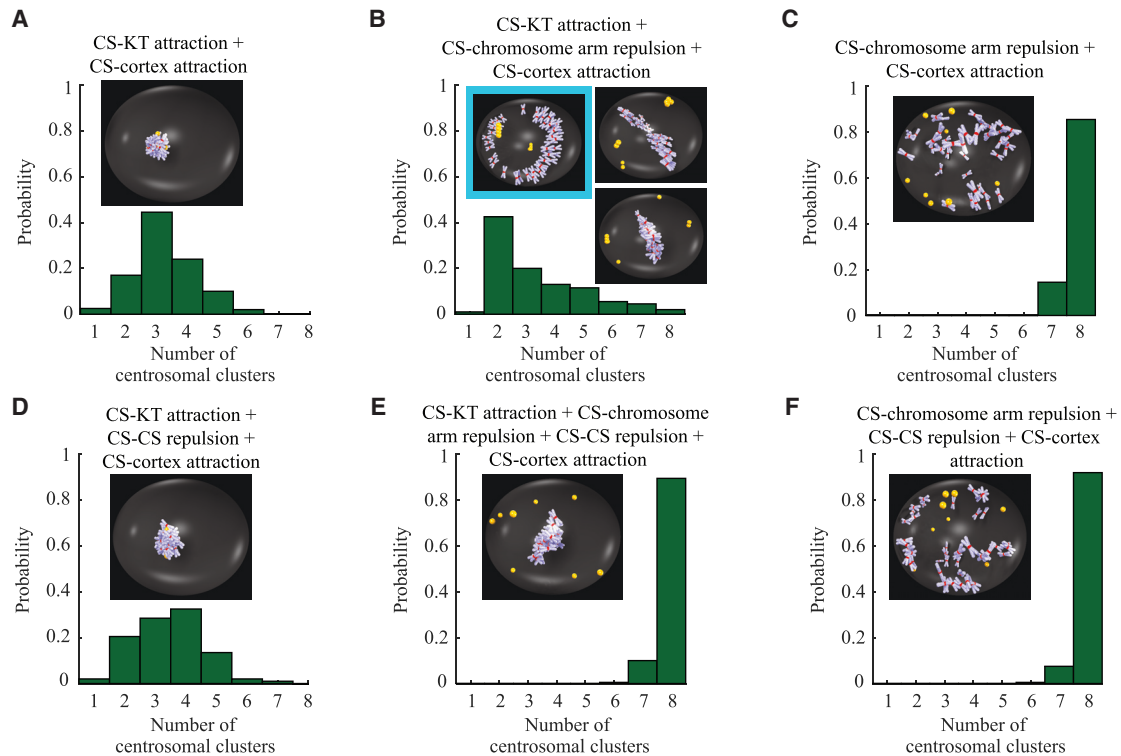 A
CS-KT attraction +
CS-cortex attraction
1
0.8
0.6
0.4
0.2
0
Probability
1 2 3 4 5 6 7 8
Number of
centrosomal clusters
B
CS-KT attraction +
CS-chromosome arm repulsion +
CS-cortex attraction
1
0.8
0.6
0.4
0.2
0
Probability
1 2 3 4 5 6 7 8
Number of
centrosomal clusters
C
CS-chromosome arm repulsion +
CS-cortex attraction
1
0.8
0.6
0.4
0.2
0
Probability
1 2 3 4 5 6 7 8
Number of
centrosomal clusters
D
CS-KT attraction +
CS-CS repulsion +
CS-cortex attraction
1
0.8
0.6
0.4
0.2
0
Probability
1 2 3 4 5 6 7 8
Number of
centrosomal clusters
E
CS-KT attraction + CS-chromosome
arm repulsion + CS-CS repulsion +
CS-cortex attraction
1
0.8
0.6
0.4
0.2
0
Probability
1 2 3 4 5 6 7 8
Number of
centrosomal clusters
F
CS-chromosome arm repulsion +
CS-CS repulsion + CS-cortex
attraction
1
0.8
0.6
0.4
0.2
0
Probability
1 2 3 4 5 6 7 8
Number of
centrosomal clusters